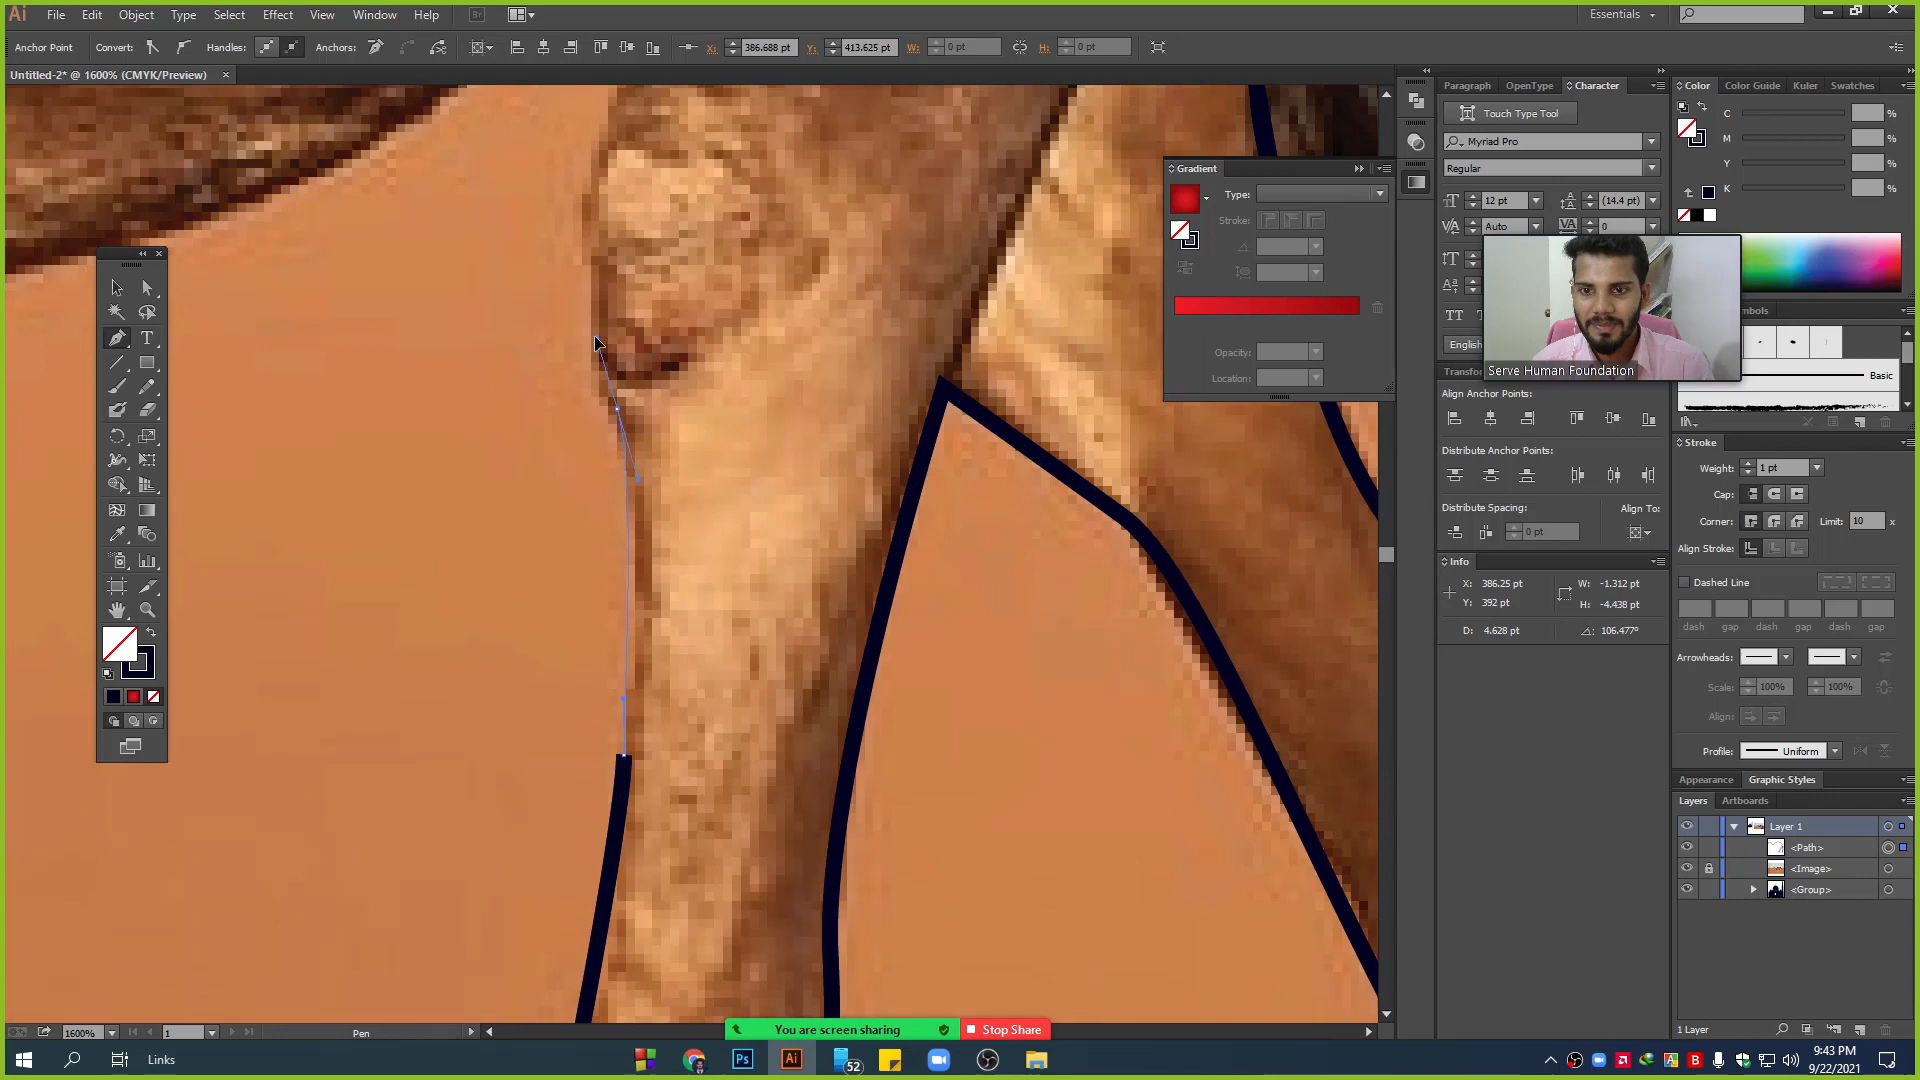 Ai File Edit Object Type Select Effect View Window Help Br Essentials
Anchor Point Convert: Handles: Anchors: X: 386.688 pt Y: 413.625 pt W: 0 pt H: 0 pt
Untitled-2* @ 1600% (CMYK/Preview) ×
Paragraph OpenType Character
Touch Type Tool
Myriad Pro
Regular
12 pt (14.4 pt)
Auto 0
English
Color Color Guide Kuler Swatches
C %
M %
Y %
K %
Gradient
Type:
Stroke:
Opacity:
Location:
Serve Human Foundation
mbols
Basic
Transfor
Align Anchor Points:
Distribute Anchor Points:
Distribute Spacing: Align To:
0 pt
Info
X: 386.25 pt W: -1.312 pt
Y: 392 pt H: -4.438 pt
D: 4.628 pt 106.477°
Stroke
Weight: 1 pt
Cap:
Corner: Limit: 10 x
Align Stroke:
Dashed Line
dash gap dash gap dash gap
Arrowheads:
Scale: 100% 100%
Align:
Profile: Uniform
Appearance Graphic Styles
Layers Artboards
Layer 1
<Path>
<Image>
<Group>
1 Layer
1600% 1 Pen
You are screen sharing Stop Share
Links Ps Ai 52
9:43 PM
9/22/2021